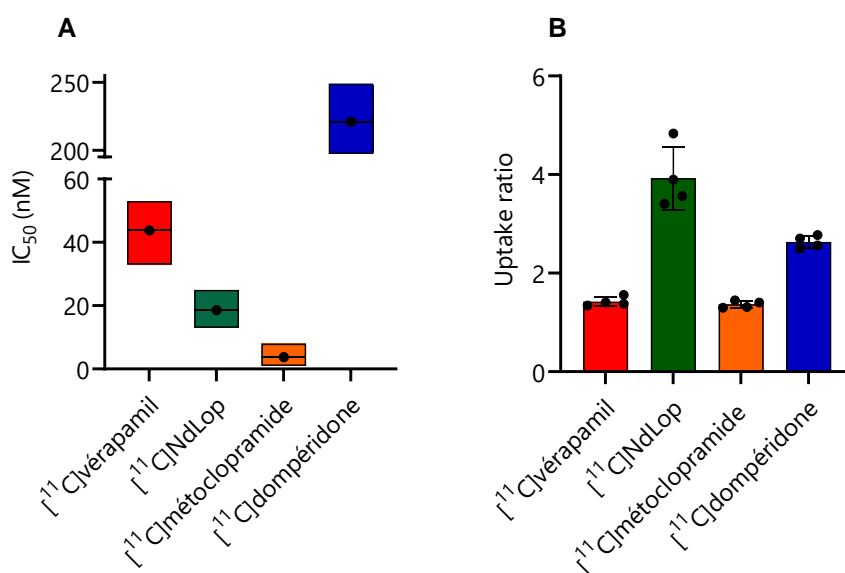 A
IC₅₀ (nM)
250
200
60
40
20
0
[¹¹C]vérapamil
[¹¹C]NdLop
[¹¹C]métoclopramide
[¹¹C]dompéridone
B
Uptake ratio
6
4
2
0
[¹¹C]vérapamil
[¹¹C]NdLop
[¹¹C]métoclopramide
[¹¹C]dompéridone